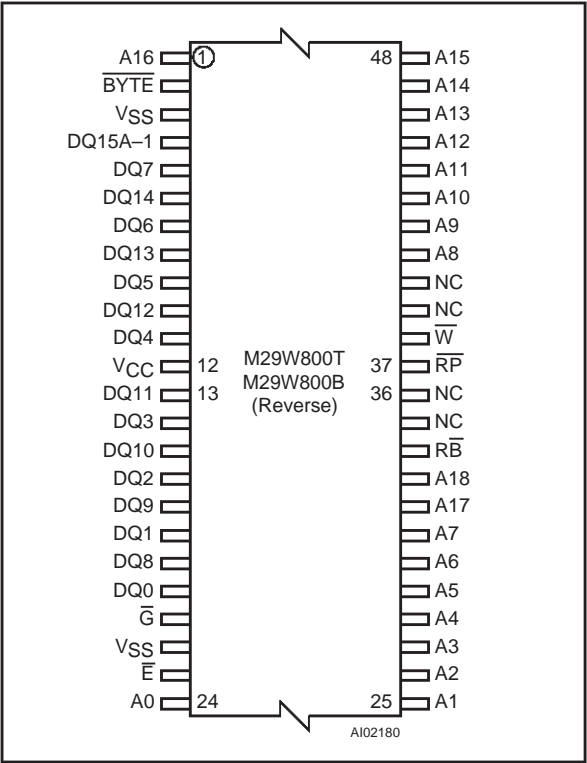 A16 1 48 A15
B̅Y̅T̅E̅ A14
VSS A13
DQ15A–1 A12
DQ7 A11
DQ14 A10
DQ6 A9
DQ13 A8
DQ5 NC
DQ12 NC
DQ4 W̅
VCC 12 M29W800T 37 R̅P̅
DQ11 13 M29W800B 36 NC
(Reverse)
DQ3 NC
DQ10 RB̅
DQ2 A18
DQ9 A17
DQ1 A7
DQ8 A6
DQ0 A5
G̅ A4
VSS A3
E̅ A2
A0 24 25 A1
AI02180